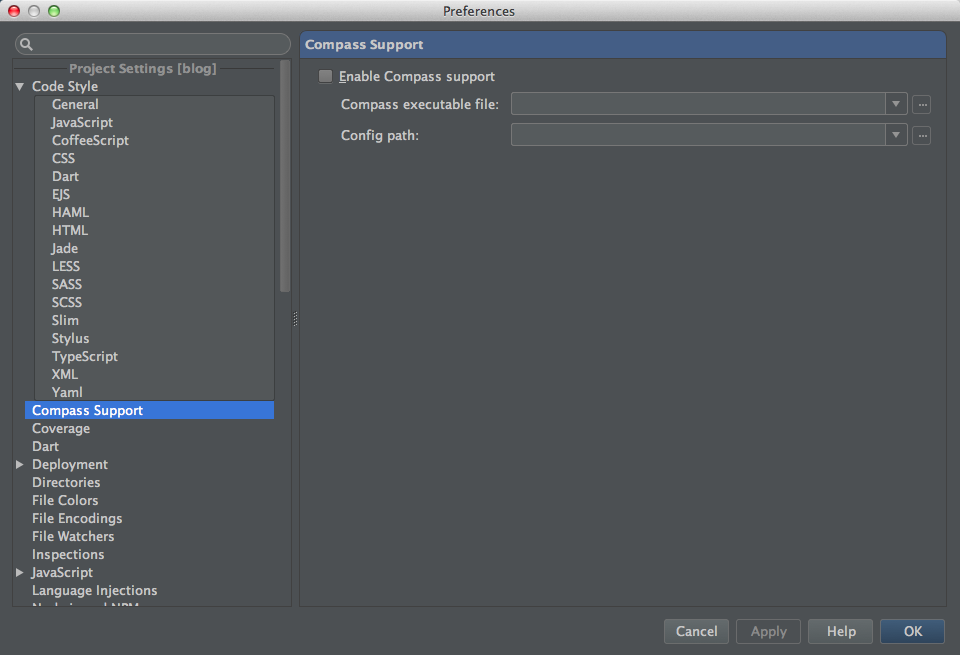 Preferences
Project Settings [blog]
Code Style
General
JavaScript
CoffeeScript
CSS
Dart
EJS
HAML
HTML
Jade
LESS
SASS
SCSS
Slim
Stylus
TypeScript
XML
Yaml
Compass Support
Coverage
Dart
Deployment
Directories
File Colors
File Encodings
File Watchers
Inspections
JavaScript
Language Injections
Compass Support
Enable Compass support
Compass executable file:
...
Config path:
...
Cancel Apply Help OK